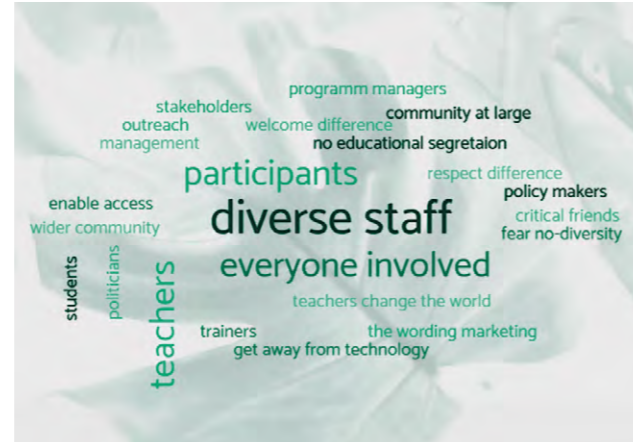 programm managers
stakeholders
community at large
outreach
welcome difference
management
no educational segretaion
participants
respect difference
policy makers
enable access
diverse staff
critical friends
wider community
fear no-diversity
everyone involved
students
politicians
teachers
teachers change the world
trainers
the wording marketing
get away from technology